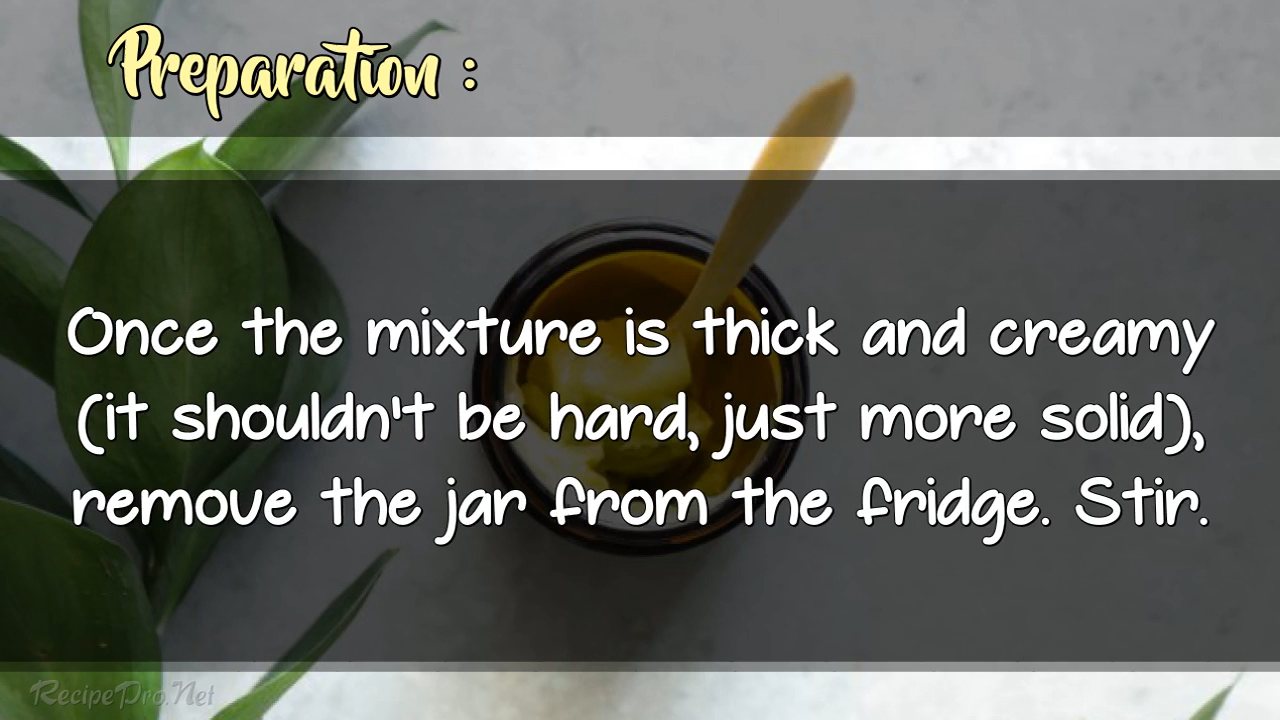 Preparation :
Once the mixture is thick and creamy
(it shouldn't be hard, just more solid),
remove the jar from the fridge. Stir.
RecipePro.Net